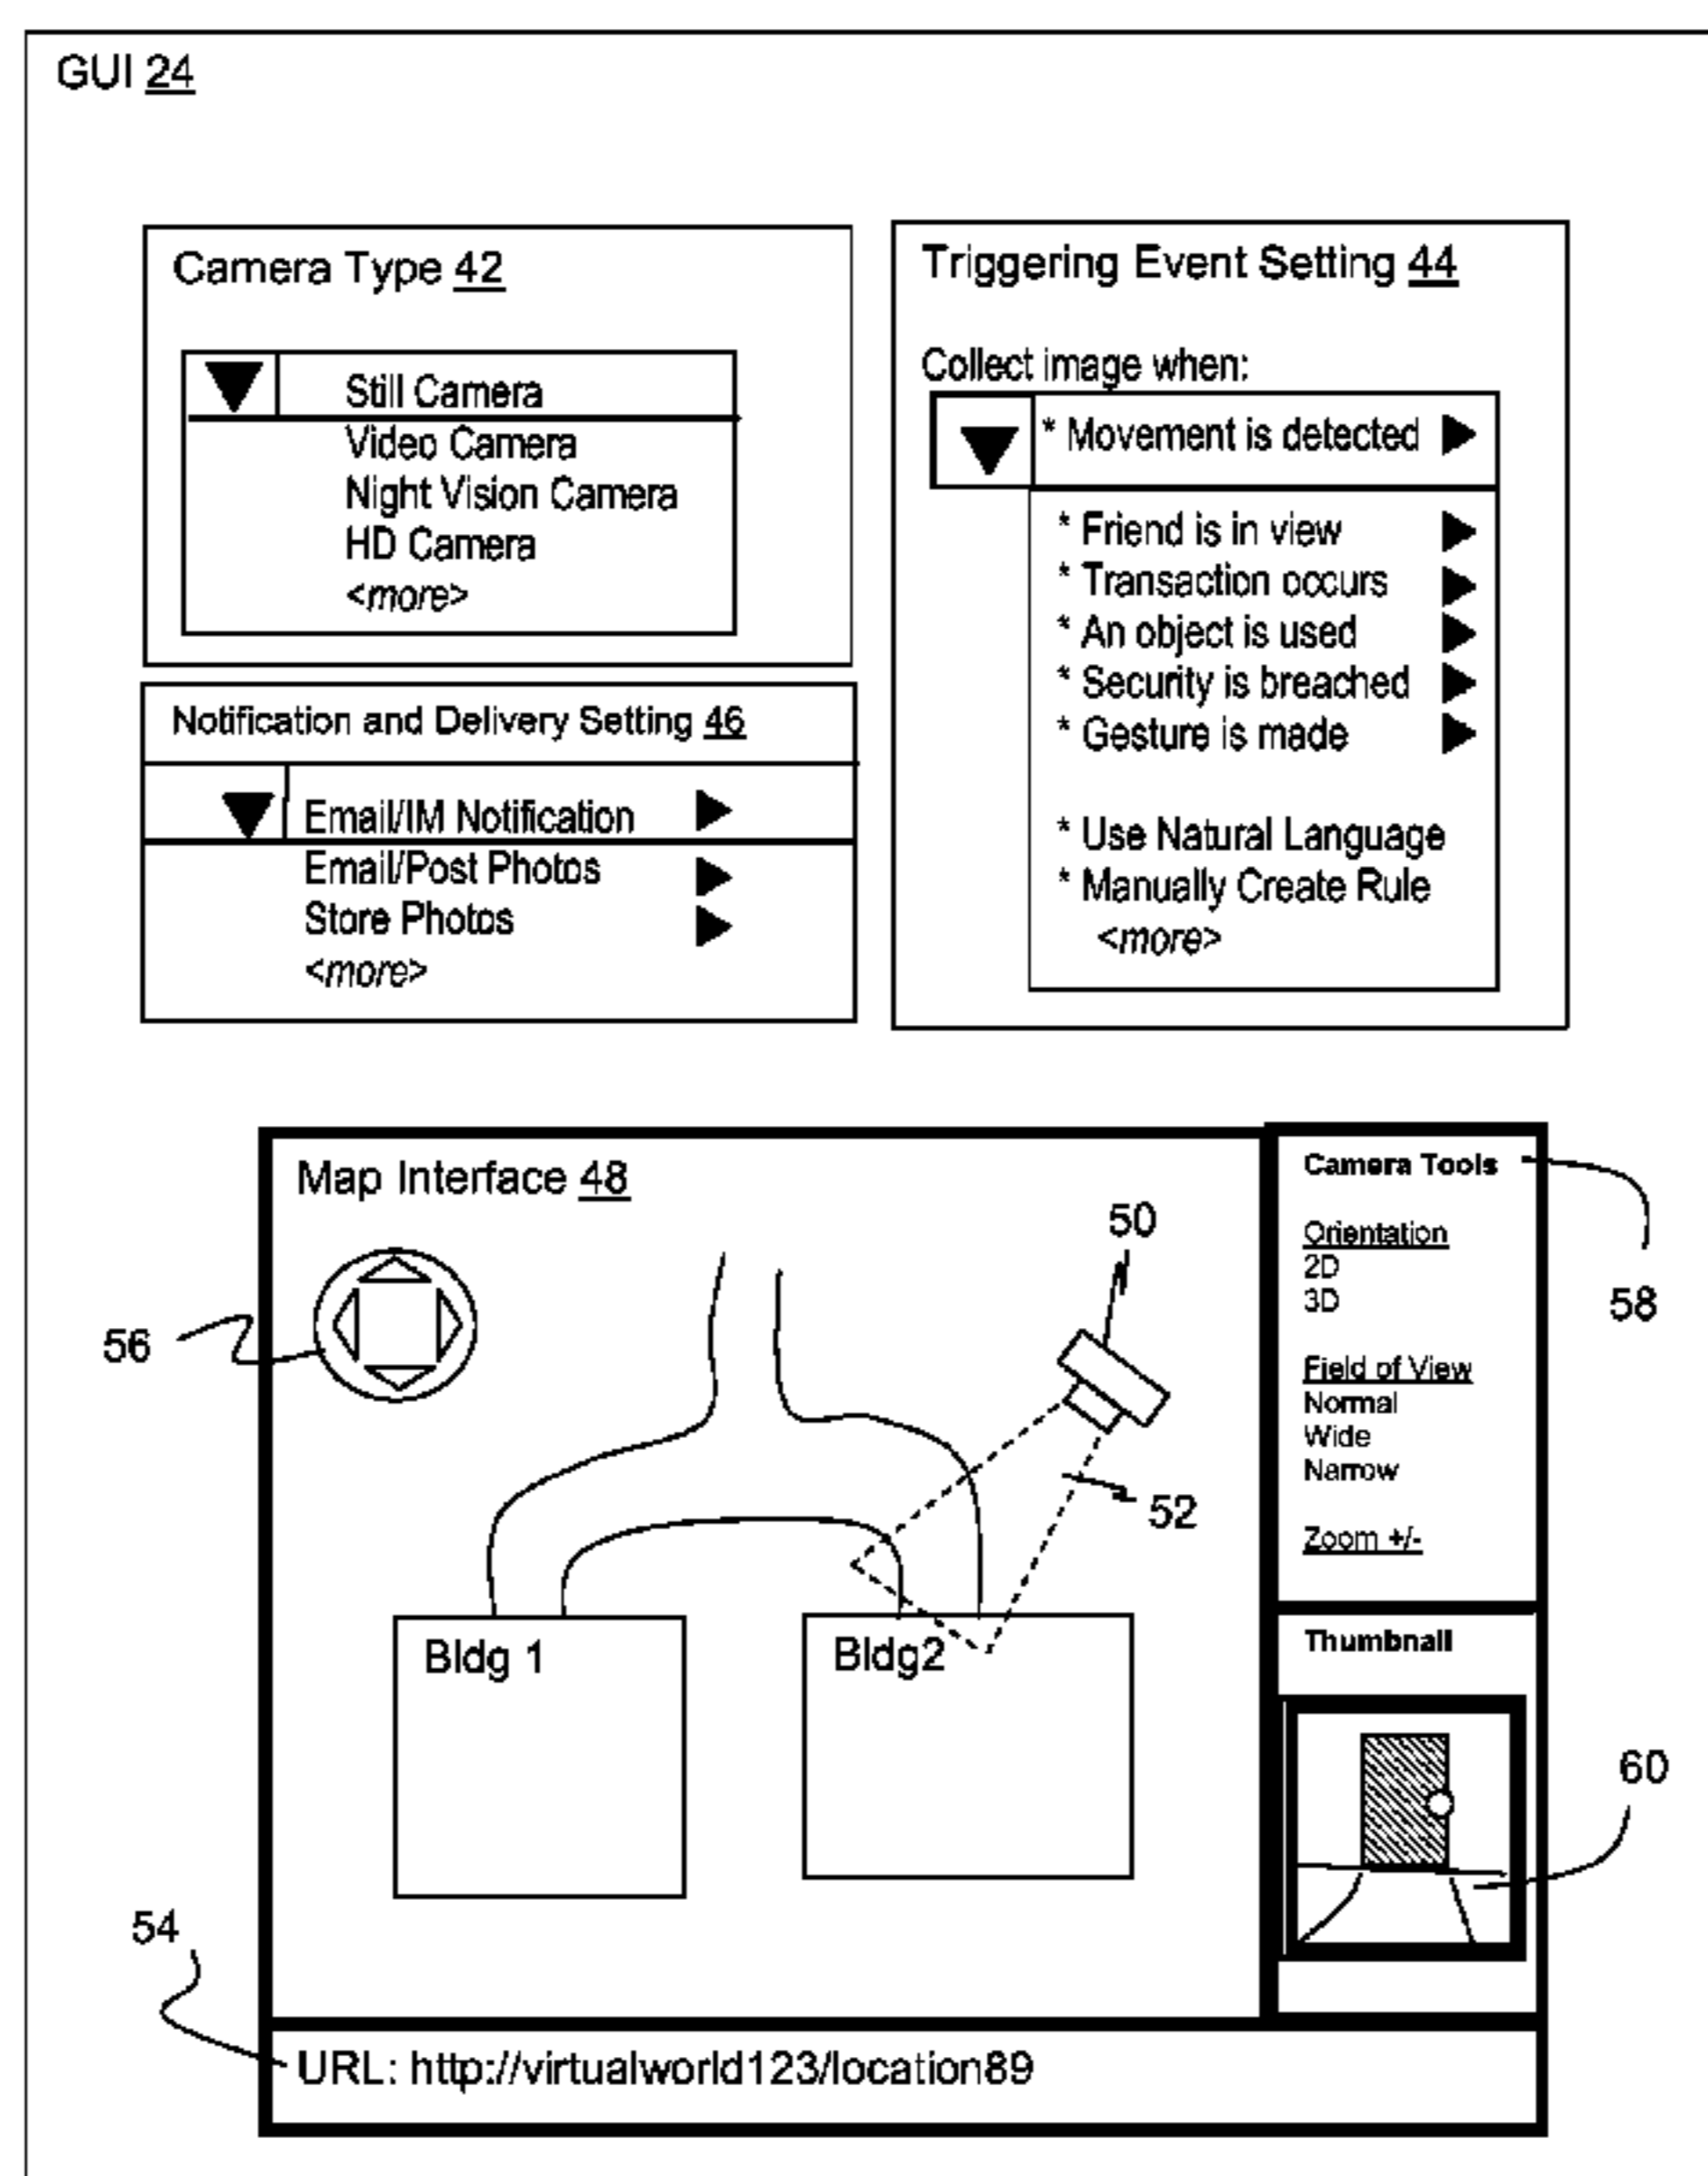 GUI 24
Camera Type 42
Still Camera
Video Camera
Night Vision Camera
HD Camera
<more>
Triggering Event Setting 44
Collect image when:
* Movement is detected
* Friend is in view
* Transaction occurs
* An object is used
* Security is breached
* Gesture is made
* Use Natural Language
* Manually Create Rule
<more>
Notification and Delivery Setting 46
Email/IM Notification
Email/Post Photos
Store Photos
<more>
Map Interface 48
50
56
52
Bldg 1
Bldg2
Camera Tools
Orientation
2D
3D
58
Field of View
Normal
Wide
Narrow
Zoom +/-
Thumbnail
60
54
URL: http://virtualworld123/location89